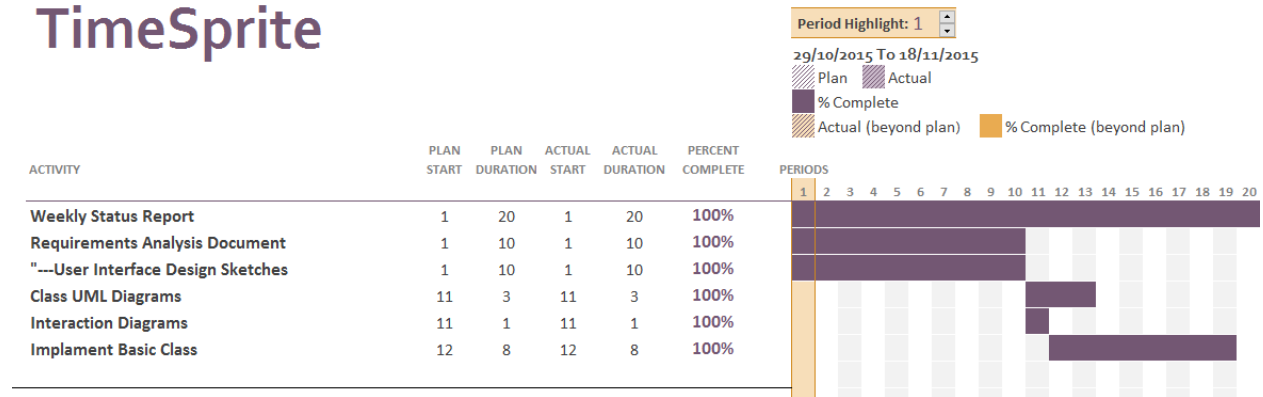 TimeSprite
Period Highlight: 1
29/10/2015 To 18/11/2015
Plan Actual
% Complete
Actual (beyond plan) % Complete (beyond plan)
PLAN PLAN ACTUAL ACTUAL PERCENT
ACTIVITY START DURATION START DURATION COMPLETE PERIODS
1 2 3 4 5 6 7 8 9 10 11 12 13 14 15 16 17 18 19 20
Weekly Status Report 1 20 1 20 100%
Requirements Analysis Document 1 10 1 10 100%
"---User Interface Design Sketches 1 10 1 10 100%
Class UML Diagrams 11 3 11 3 100%
Interaction Diagrams 11 1 11 1 100%
Implament Basic Class 12 8 12 8 100%